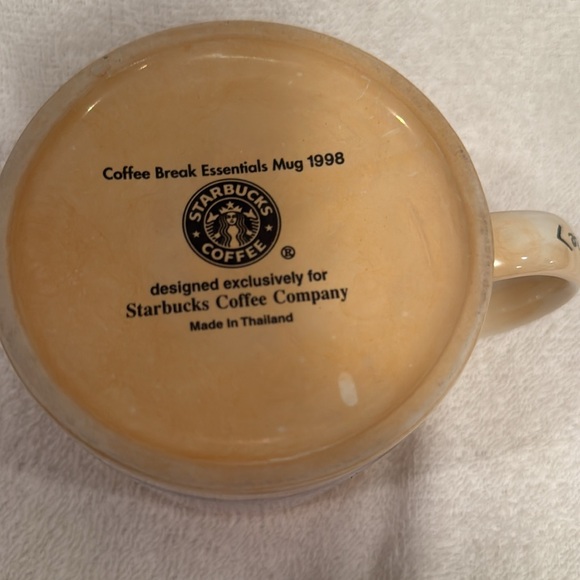 Coffee Break Essentials Mug 1998
STARBUCKS
COFFEE
®
designed exclusively for
Starbucks Coffee Company
Made In Thailand